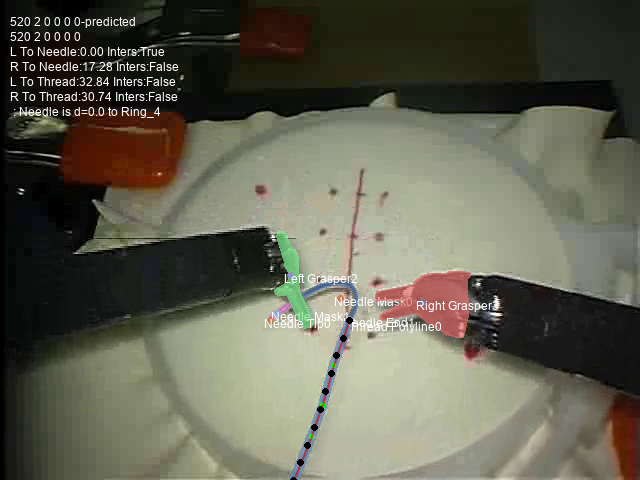 520 2 0 0 0 0-predicted
520 2 0 0 0 0
L To Needle:0.00 Inters:True
R To Needle:17.28 Inters:False
L To Thread:32.84 Inters:False
R To Thread:30.74 Inters:False
: Needle is d=0.0 to Ring_4
Left Grasper2
Needle Mask0
Right Grasper
Needle Mask
Needle Tip0
Needle End
Thread Polyline0